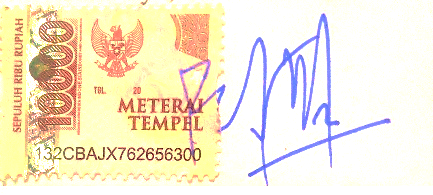 SEPULUH RIBU RUPIAH
10000
TGL. 20
METERAI
TEMPEL
132CBAJX762656300